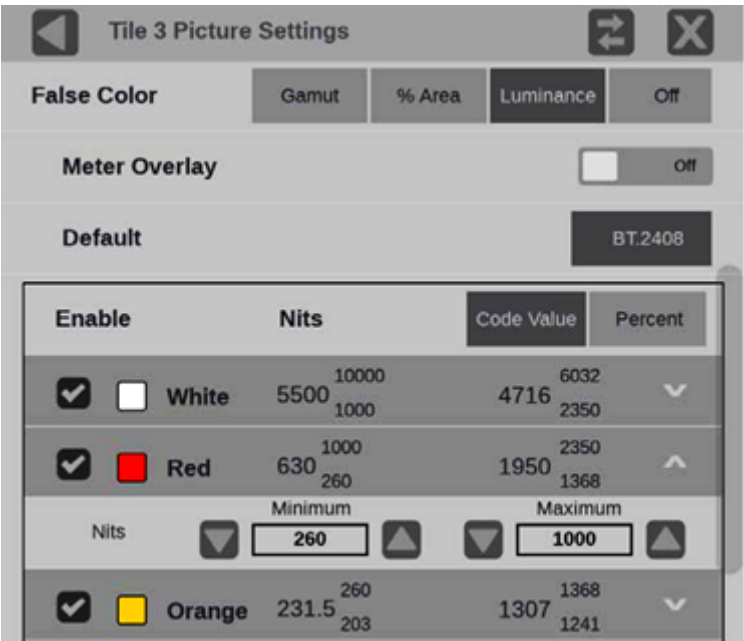 Tile 3 Picture Settings
False Color Gamut % Area Luminance Off
Meter Overlay Off
Default BT.2408
Enable Nits Code Value Percent
White 5500 10000 1000 4716 6032 2350
Red 630 1000 260 1950 2350 1368
Minimum Maximum
Nits 260 1000
Orange 231.5 260 203 1307 1368 1241